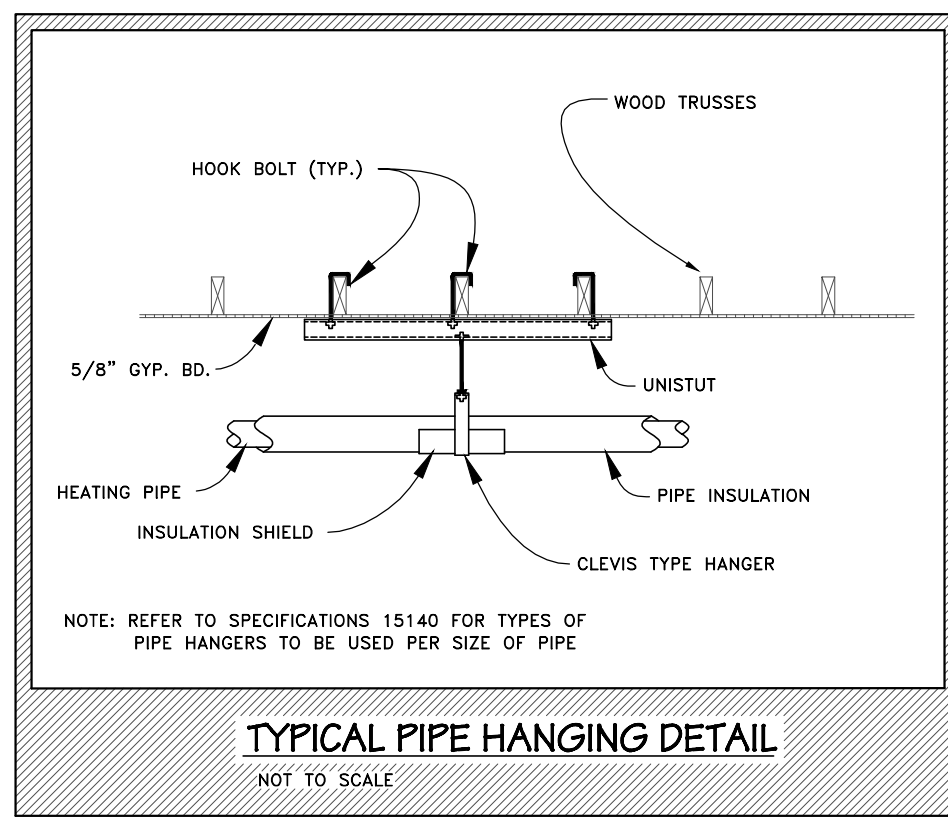 WOOD TRUSSES
HOOK BOLT (TYP.)
5/8" GYP. BD.
UNISTUT
HEATING PIPE
PIPE INSULATION
INSULATION SHIELD
CLEVIS TYPE HANGER
NOTE: REFER TO SPECIFICATIONS 15140 FOR TYPES OF
PIPE HANGERS TO BE USED PER SIZE OF PIPE
TYPICAL PIPE HANGING DETAIL
NOT TO SCALE